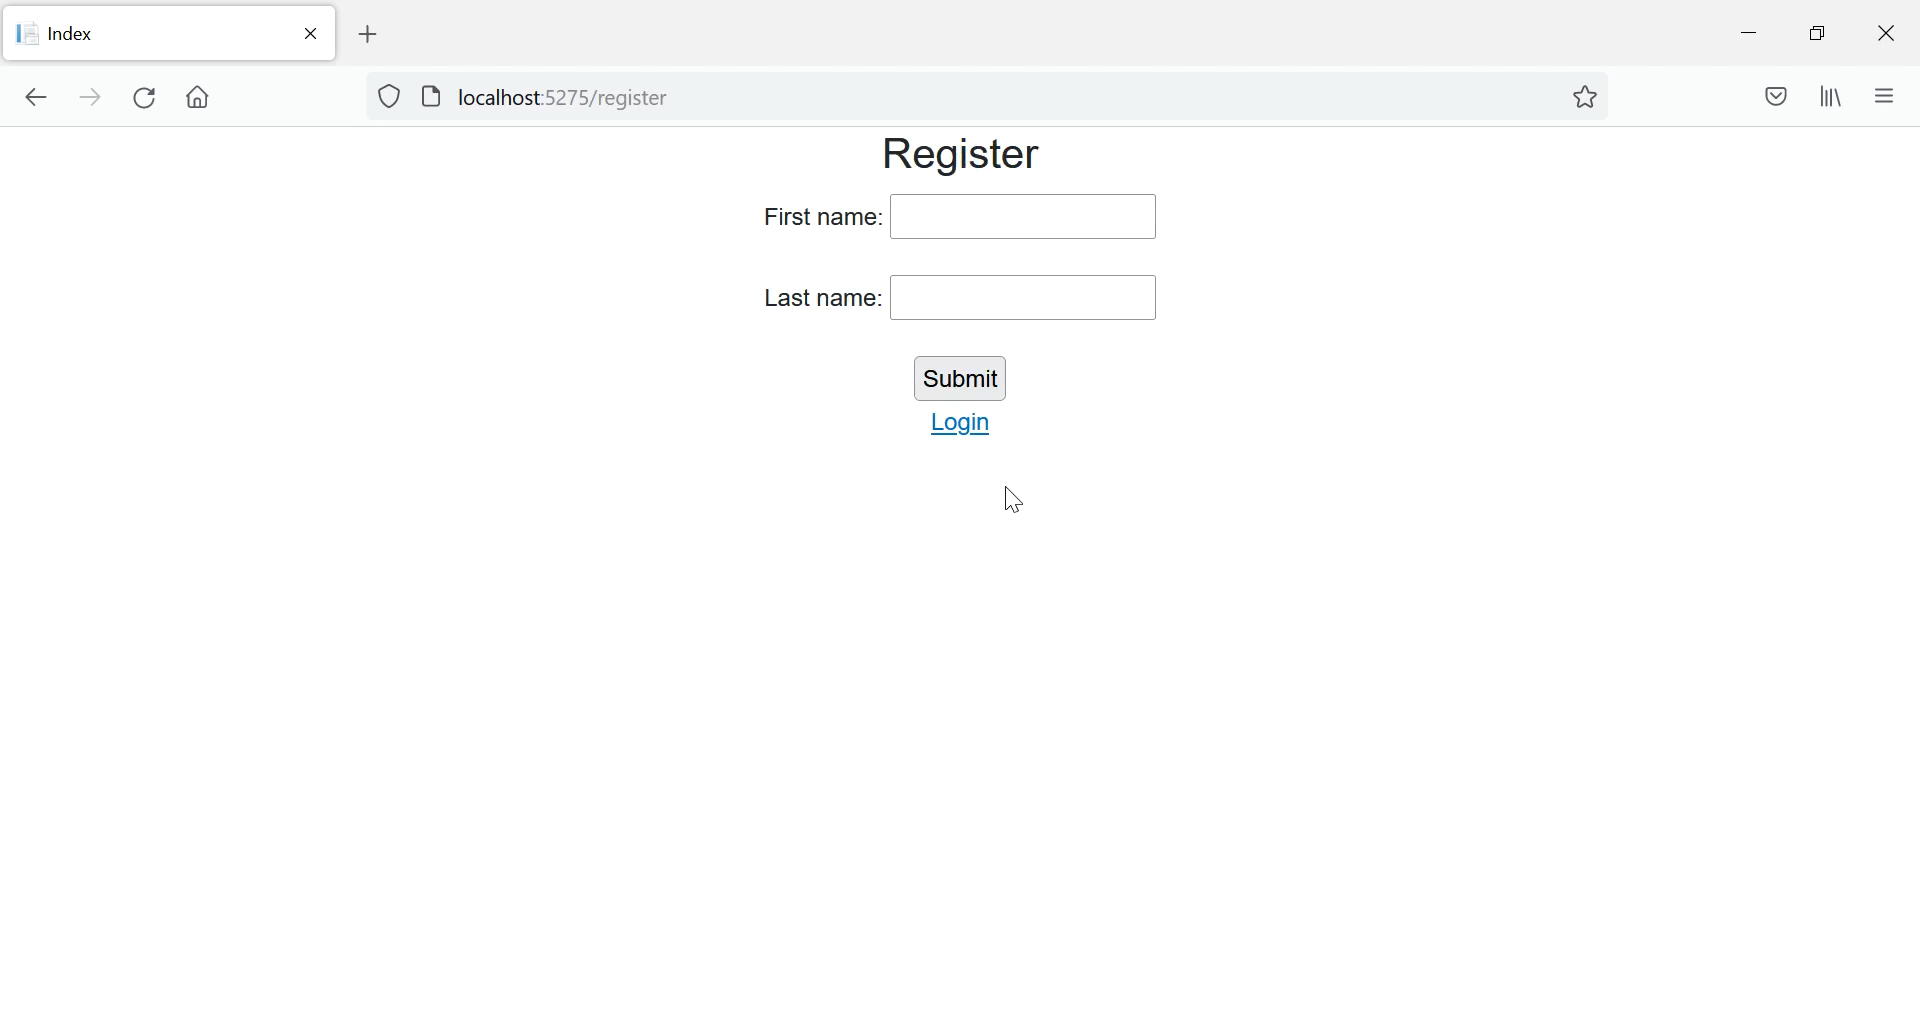 Index
localhost:5275/register
Register
First name:
Last name:
Submit
Login